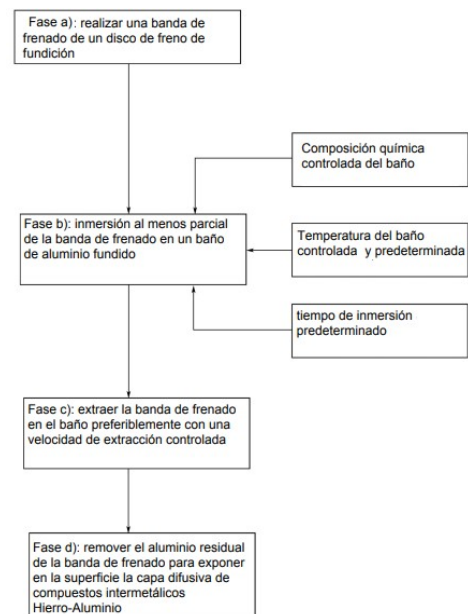 Fase a): realizar una banda de
frenado de un disco de freno de
fundición
Composición química
controlada del baño
Fase b): inmersión al menos parcial
de la banda de frenado en un baño
de aluminio fundido
Temperatura del baño
controlada y predeterminada
tiempo de inmersión
predeterminado
Fase c): extraer la banda de frenado
en el baño preferiblemente con una
velocidad de extracción controlada
Fase d): remover el aluminio residual
de la banda de frenado para exponer
en la superficie la capa difusiva de
compuestos intermetálicos
Hierro-Aluminio